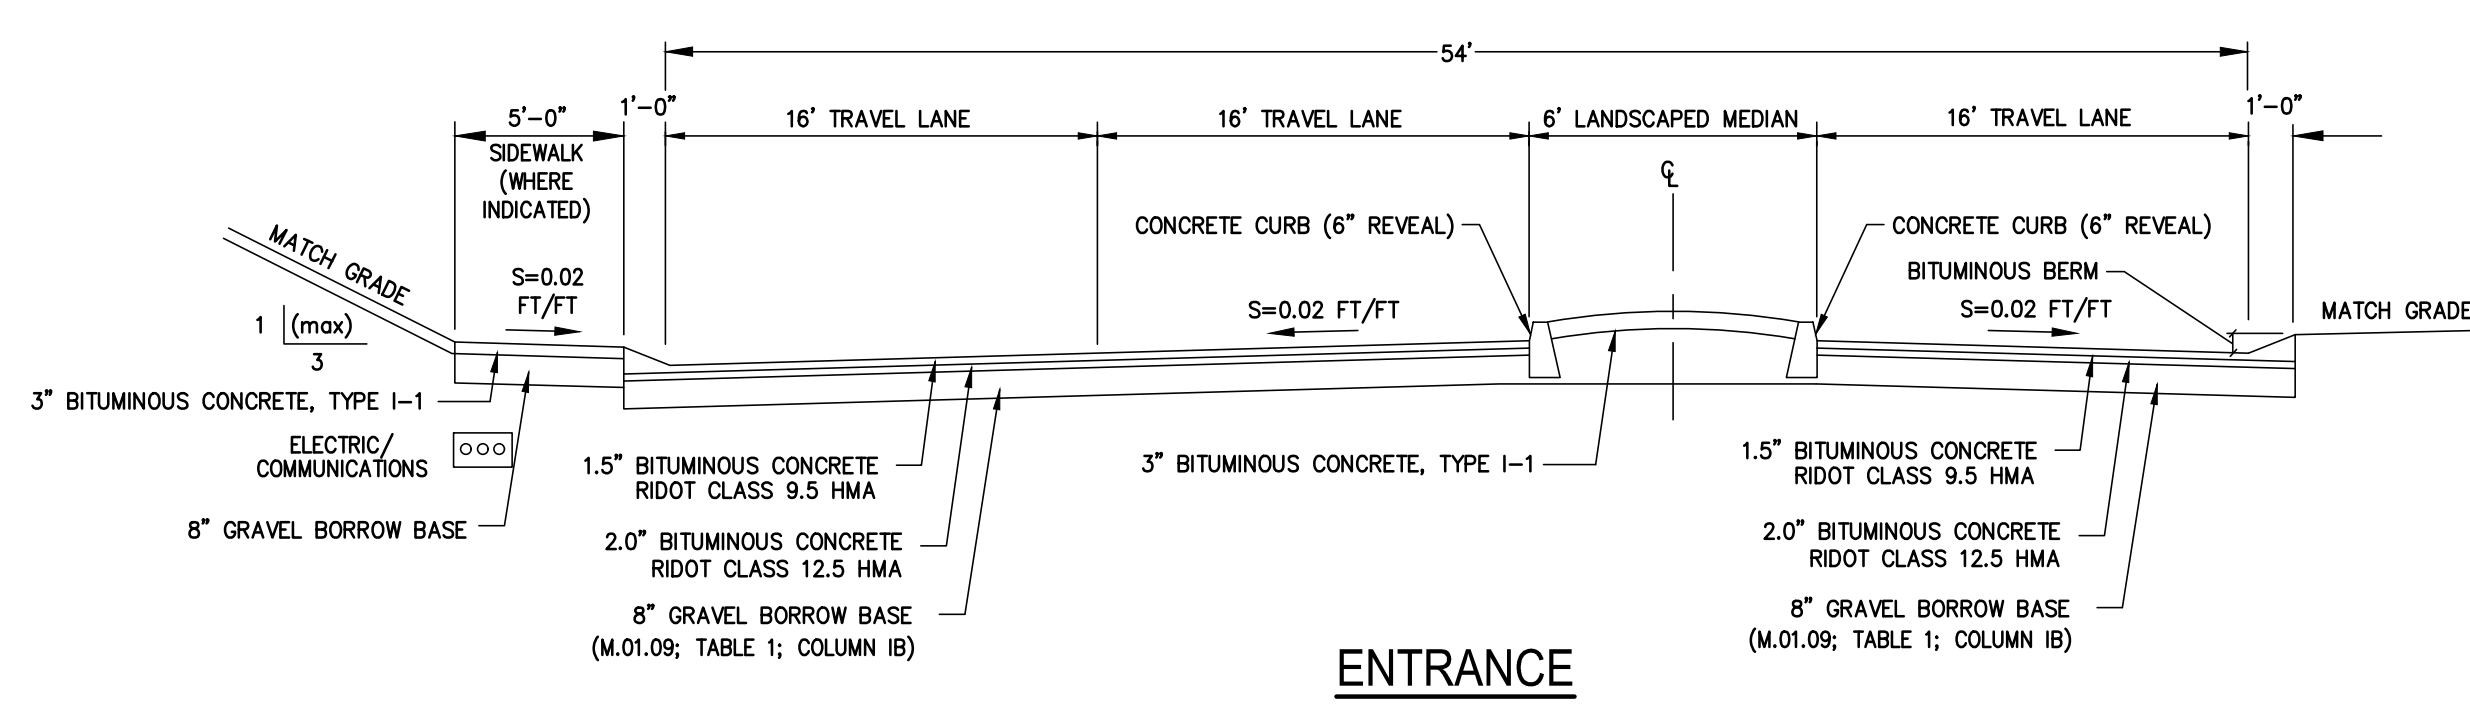 54'
5'-0"
1'-0"
16' TRAVEL LANE
16' TRAVEL LANE
6' LANDSCAPED MEDIAN
16' TRAVEL LANE
1'-0"
SIDEWALK
(WHERE
INDICATED)
℄
CONCRETE CURB (6" REVEAL)
CONCRETE CURB (6" REVEAL)
BITUMINOUS BERM
MATCH GRADE
S=0.02
FT/FT
S=0.02 FT/FT
S=0.02 FT/FT
MATCH GRADE
1 (max)
3
3" BITUMINOUS CONCRETE, TYPE I-1
ELECTRIC/
COMMUNICATIONS
8" GRAVEL BORROW BASE
1.5" BITUMINOUS CONCRETE
RIDOT CLASS 9.5 HMA
2.0" BITUMINOUS CONCRETE
RIDOT CLASS 12.5 HMA
8" GRAVEL BORROW BASE
(M.01.09; TABLE 1; COLUMN IB)
3" BITUMINOUS CONCRETE, TYPE I-1
1.5" BITUMINOUS CONCRETE
RIDOT CLASS 9.5 HMA
2.0" BITUMINOUS CONCRETE
RIDOT CLASS 12.5 HMA
8" GRAVEL BORROW BASE
(M.01.09; TABLE 1; COLUMN IB)
ENTRANCE